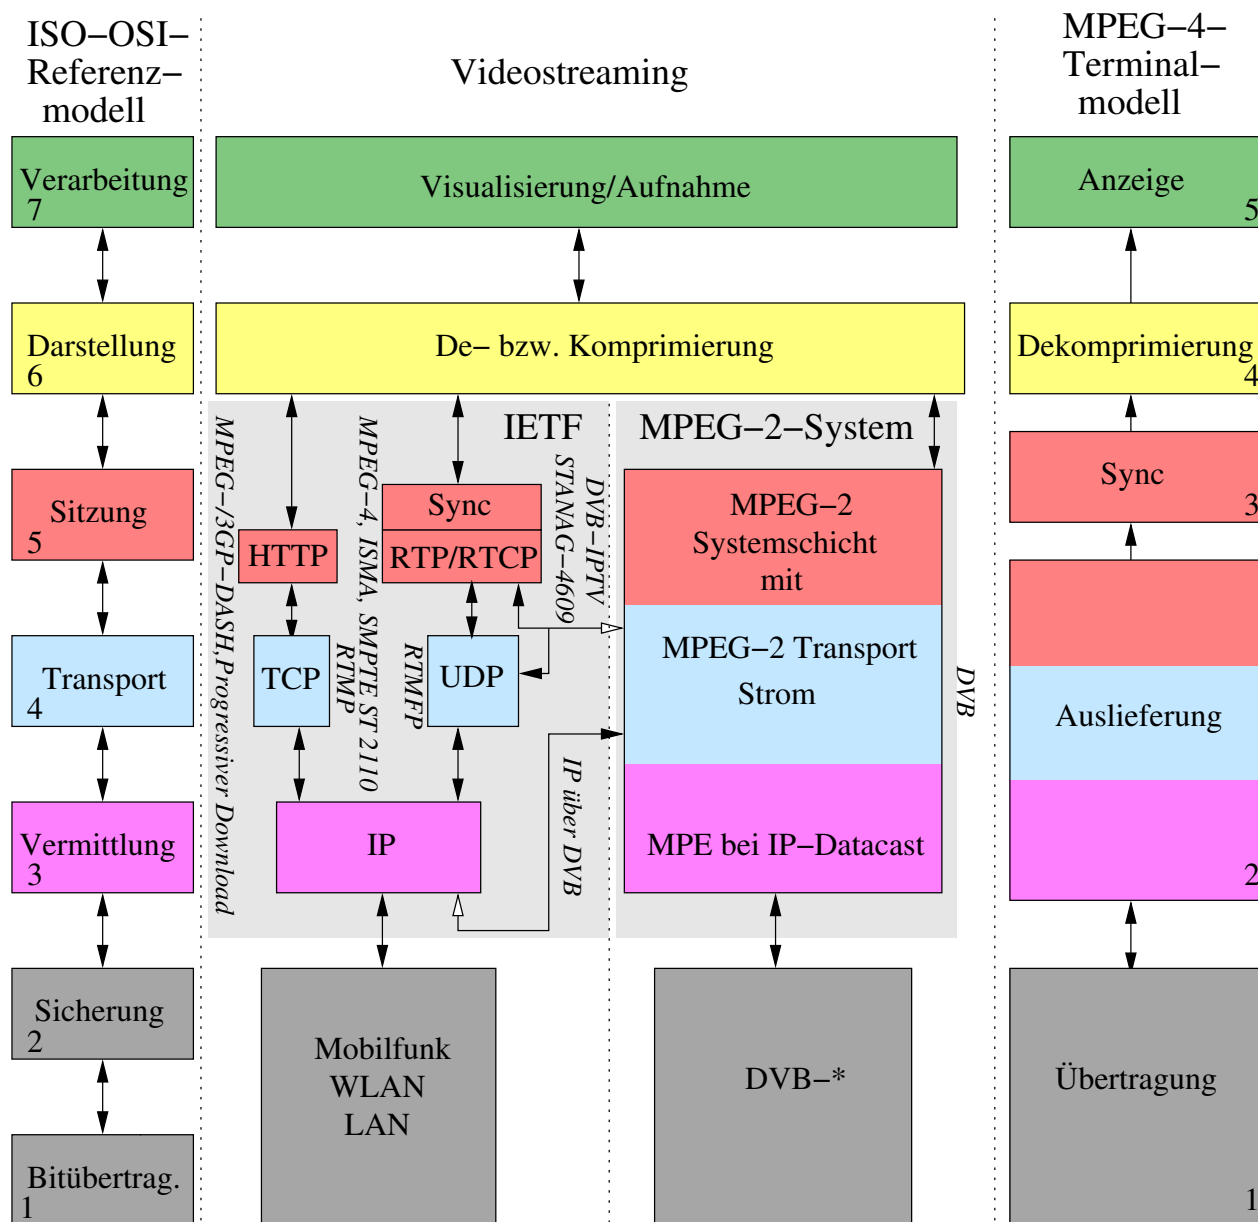 ISO–OSI–
Referenz–
modell
Videostreaming
MPEG–4–
Terminal–
modell
Verarbeitung
7
Visualisierung/Aufnahme
Anzeige
5
Darstellung
6
De– bzw. Komprimierung
Dekomprimierung
4
IETF
MPEG–2–System
MPEG–/3GP–DASH,Progressiver Download
MPEG–4, ISMA, SMPTE ST 2110
DVB–IPTV
STANAG–4609
Sitzung
5
HTTP
Sync
RTP/RTCP
MPEG–2
Systemschicht
mit
Sync
3
Transport
4
TCP
RTMP
RTMFP
UDP
MPEG–2 Transport
Strom
DVB
Auslieferung
2
Vermittlung
3
IP
IP über DVB
MPE bei IP–Datacast
Sicherung
2
Mobilfunk
WLAN
LAN
DVB–*
Übertragung
1
Bitübertrag.
1